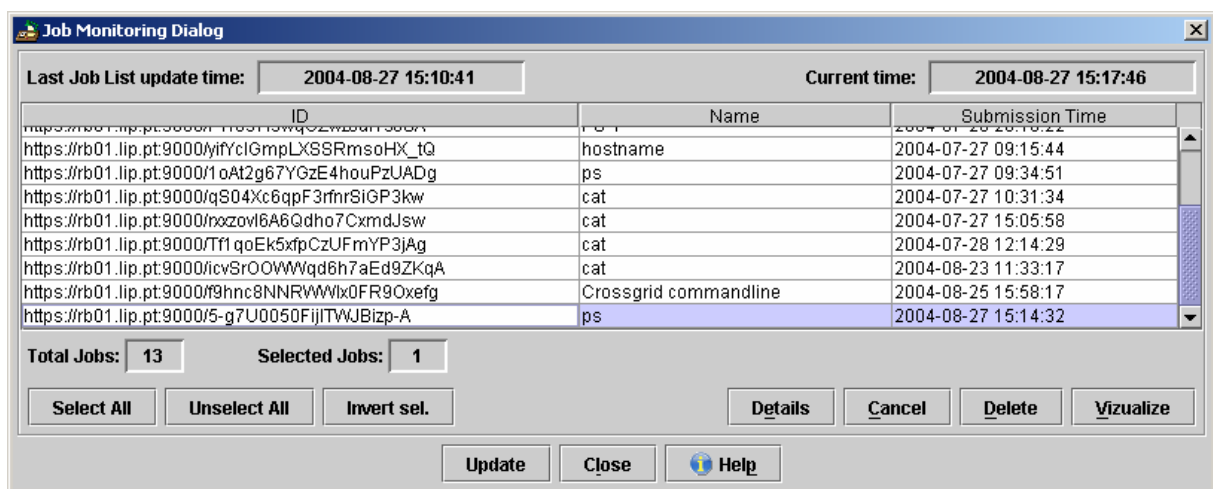 Job Monitoring Dialog
Last Job List update time: 2004-08-27 15:10:41 Current time: 2004-08-27 15:17:46
ID Name Submission Time
https://rb01.lip.pt:9000/yifYcIGmpLXSSRmsoHX_tQ hostname 2004-07-27 09:15:44
https://rb01.lip.pt:9000/1oAt2g67YGzE4houPzUADg ps 2004-07-27 09:34:51
https://rb01.lip.pt:9000/qS04Xc6qpF3rfnrSiGP3kw cat 2004-07-27 10:31:34
cat 2004-07-27 15:05:58
https://rb01.lip.pt:9000/Tf1qoEk5xfpCzUFmYP3jAg cat 2004-07-28 12:14:29
https://rb01.lip.pt:9000/icvSrOOWWqd6h7aEd9ZKqA cat 2004-08-23 11:33:17
https://rb01.lip.pt:9000/f9hnc8NNRWWlx0FR9Oxefg Crossgrid commandline 2004-08-25 15:58:17
https://rb01.lip.pt:9000/5-g7U0050FijlTWJBizp-A ps 2004-08-27 15:14:32
Total Jobs: 13 Selected Jobs: 1
Select All Unselect All Invert sel. Details Cancel Delete Vizualize
Update Close Help